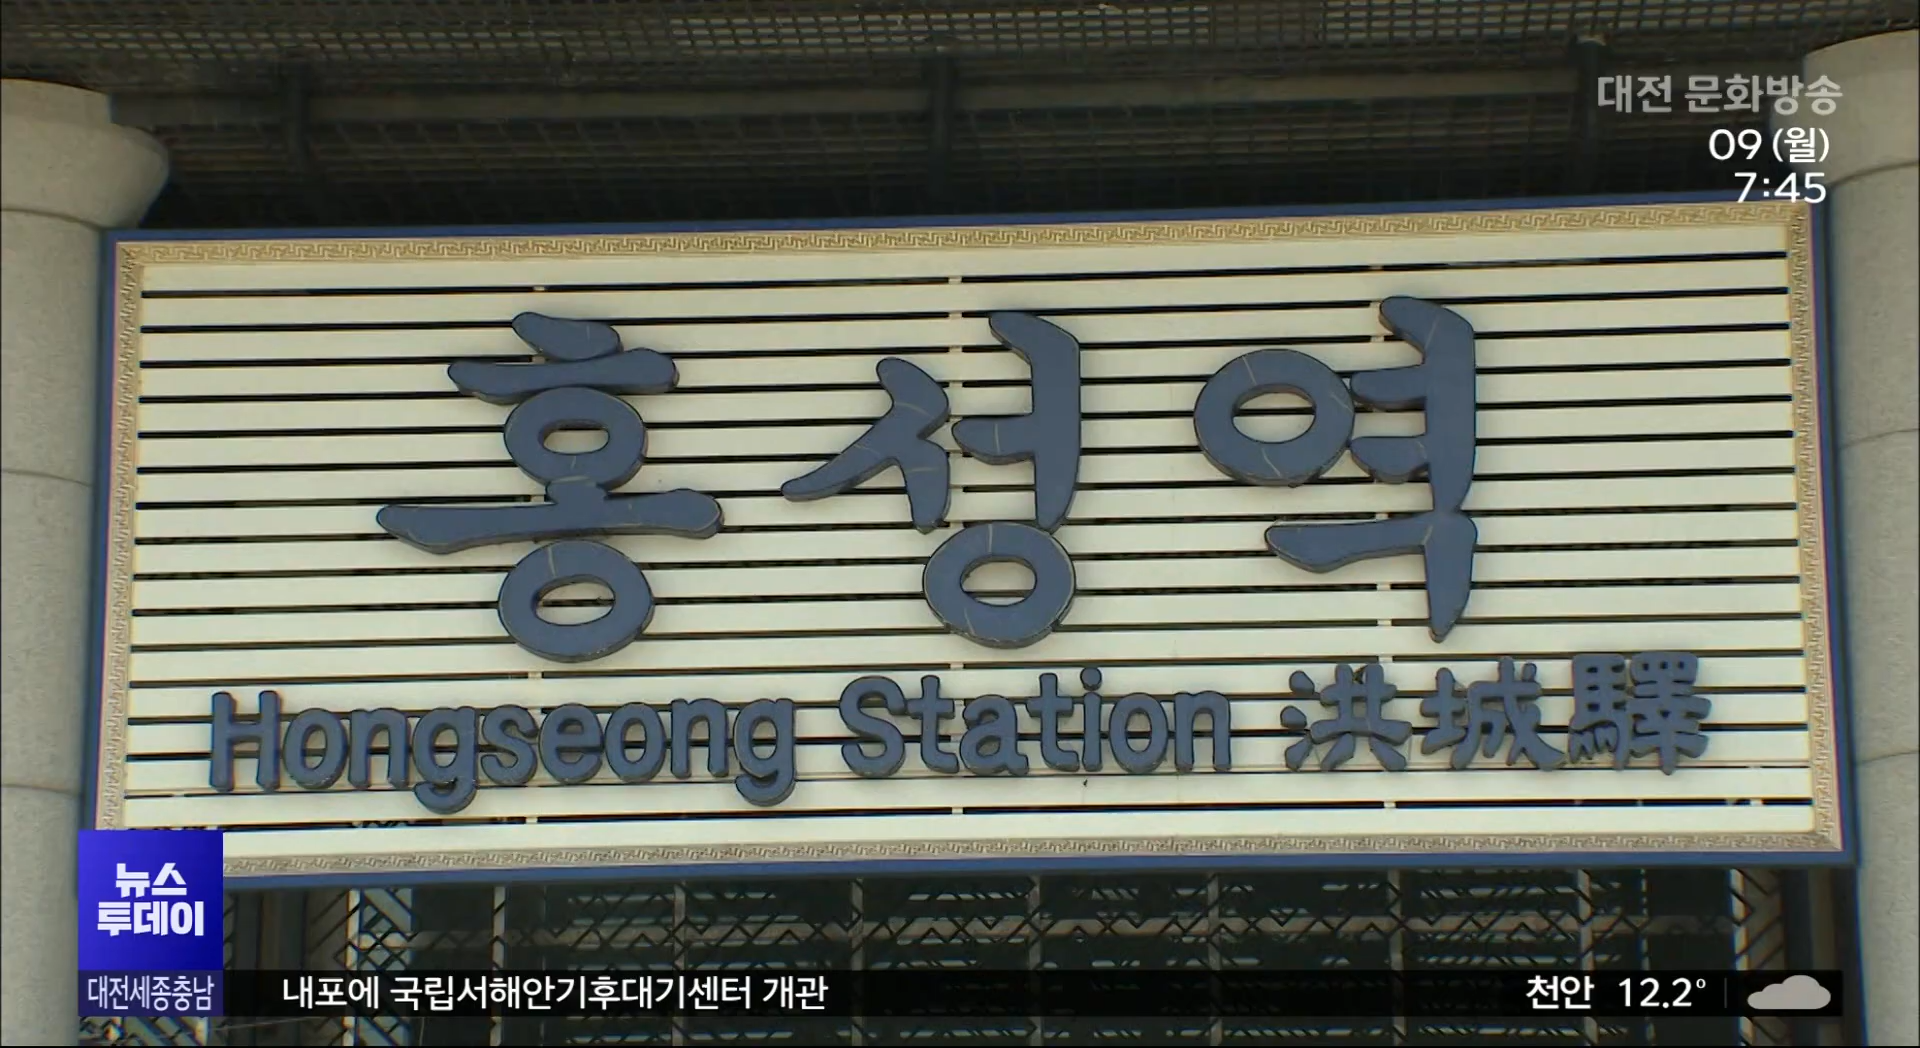 대전 문화방송
09 (월)
7:45
홍성역
Hongseong Station 洪城驛
뉴스
투데이
대전세종충남
내포에 국립서해안기후대기센터 개관
천안 12.2°